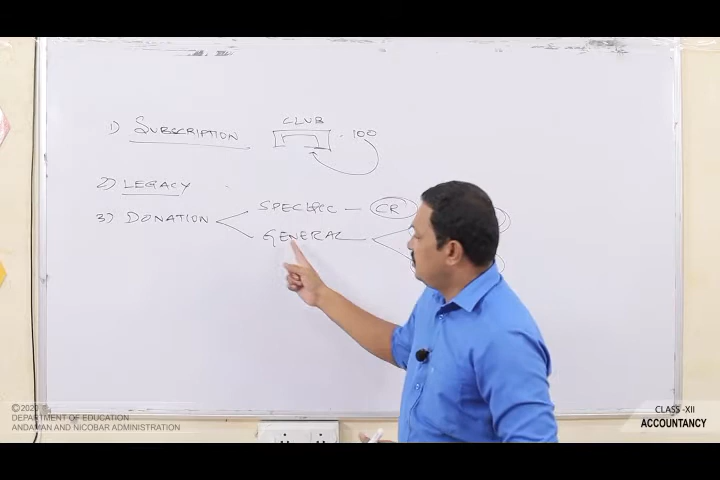 CLUB
1) SUBSCRIPTION . 100
2) LEGACY
3) DONATION
SPECIFIC — CR
GENERAL
©2020
DEPARTMENT OF EDUCATION
ANDAMAN AND NICOBAR ADMINISTRATION
CLASS -XII
ACCOUNTANCY